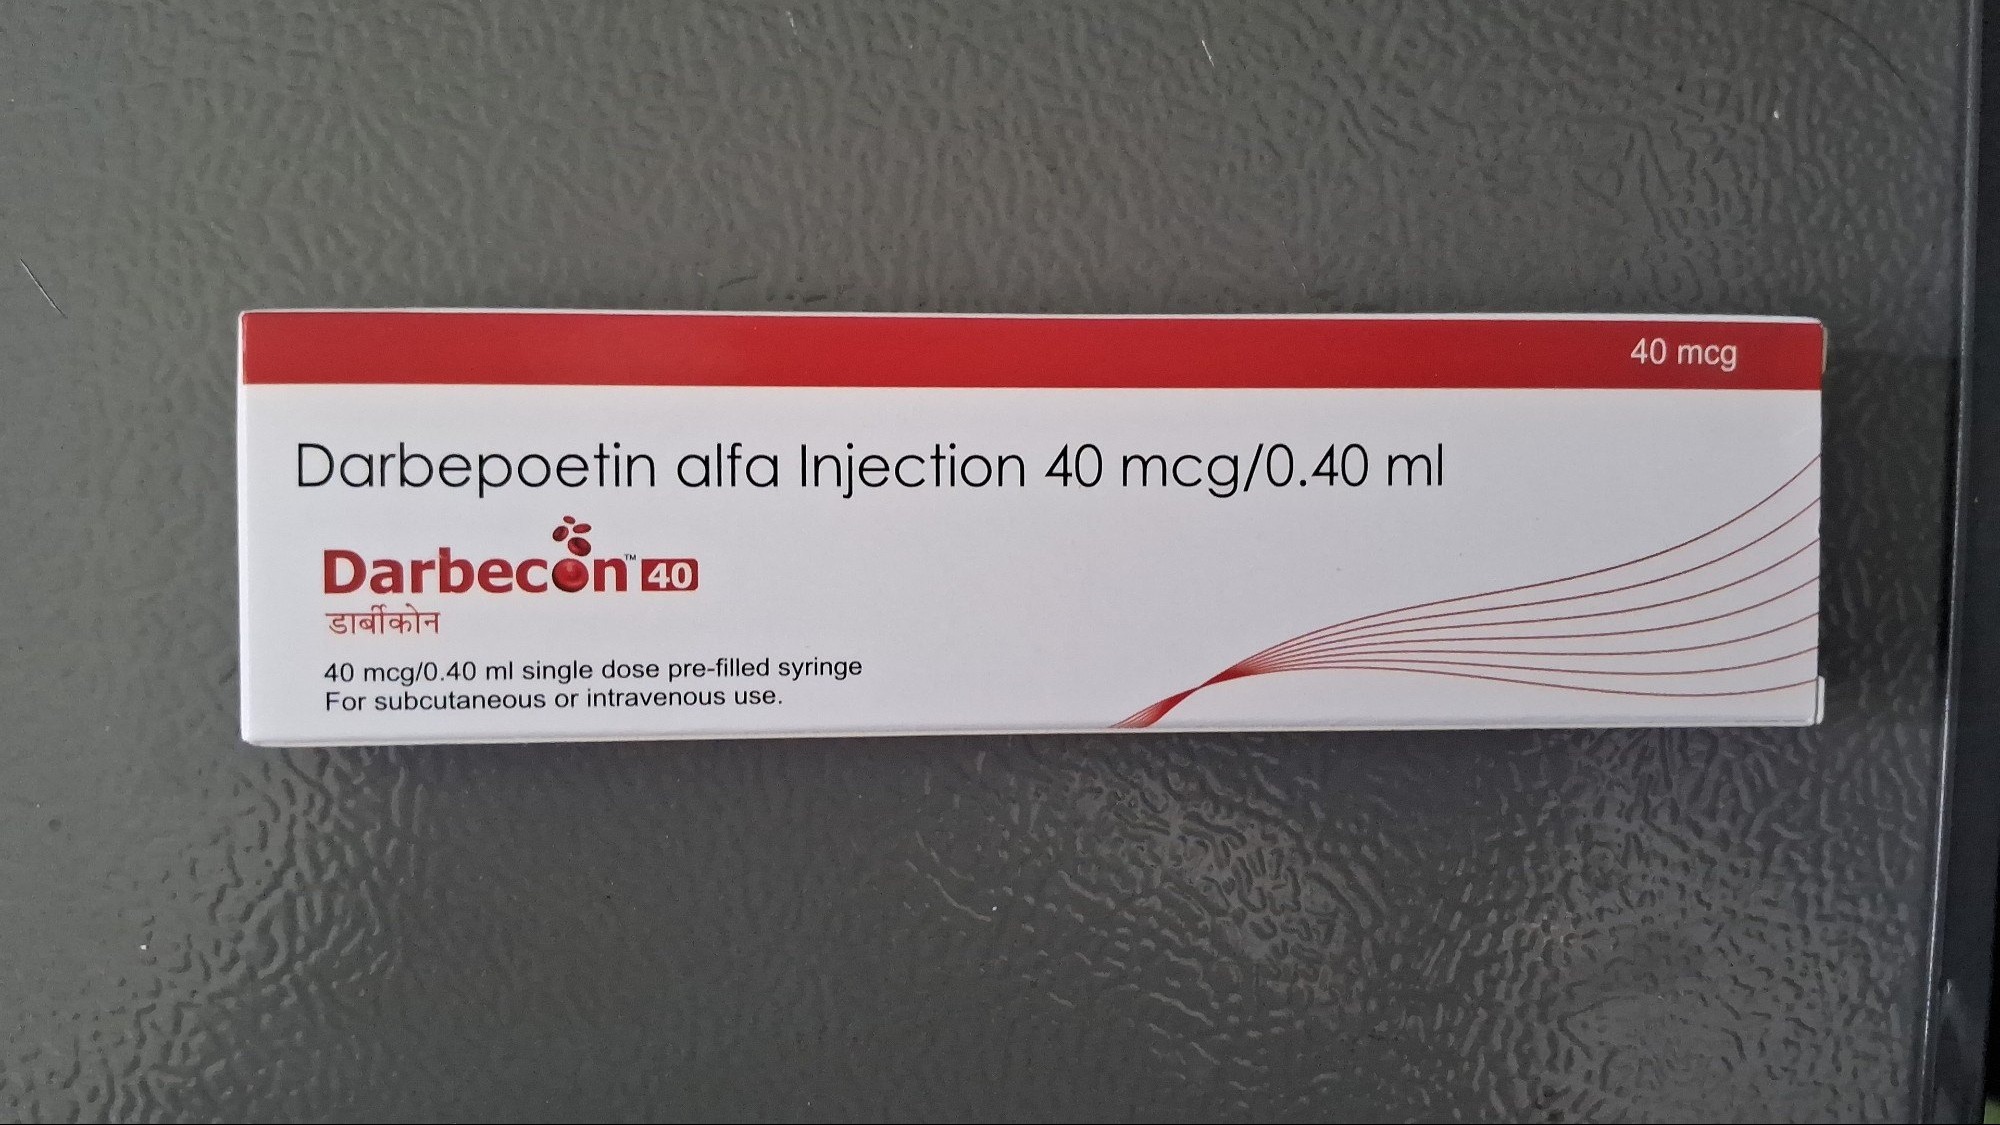 40 mcg
Darbepoetin alfa Injection 40 mcg/0.40 ml
Darbecon™ 40
डार्बीकोन
40 mcg/0.40 ml single dose pre-filled syringe
For subcutaneous or intravenous use.